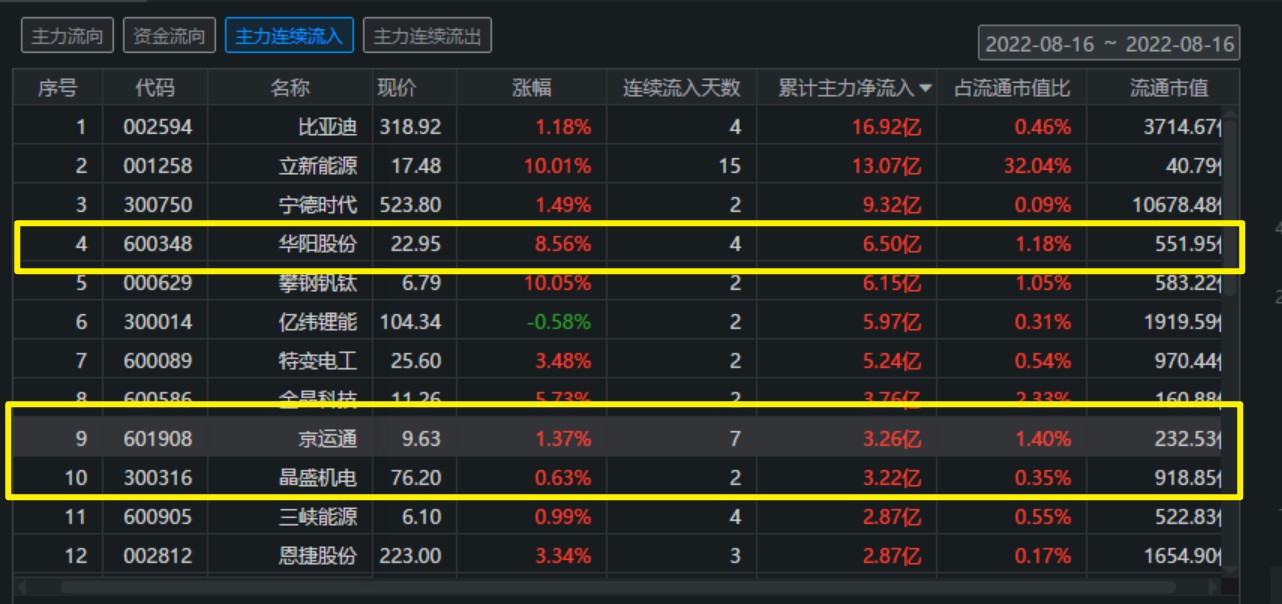 主力流向 资金流向 主力连续流入 主力连续流出
2022-08-16 ~ 2022-08-16
序号 代码 名称 现价 涨幅 连续流入天数 累计主力净流入 占流通市值比 流通市值
1 002594 比亚迪 318.92 1.18% 4 16.92亿 0.46% 3714.67
2 001258 立新能源 17.48 10.01% 15 13.07亿 32.04% 40.79
3 300750 宁德时代 523.80 1.49% 2 9.32亿 0.09% 10678.48
4 600348 华阳股份 22.95 8.56% 4 6.50亿 1.18% 551.95
5 000629 攀钢钒钛 6.79 10.05% 2 6.15亿 1.05% 583.22
6 300014 亿纬锂能 104.34 -0.58% 2 5.97亿 0.31% 1919.59
7 600089 特变电工 25.60 3.48% 2 5.24亿 0.54% 970.44
8 600586 金晶科技 11.26 5.73% 2 3.76亿 2.33% 160.88
9 601908 京运通 9.63 1.37% 7 3.26亿 1.40% 232.53
10 300316 晶盛机电 76.20 0.63% 2 3.22亿 0.35% 918.85
11 600905 三峡能源 6.10 0.99% 4 2.87亿 0.55% 522.83
12 002812 恩捷股份 223.00 3.34% 3 2.87亿 0.17% 1654.90